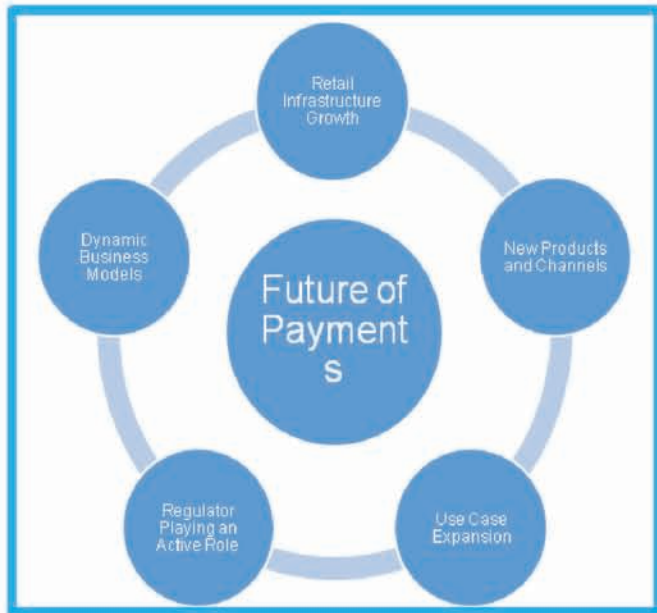 Retail
Infrastructure
Growth
New Products
and Channels
Use Case
Expansion
Regulator
Playing an
Active Role
Dynamic
Business
Models
Future of
Payment
s